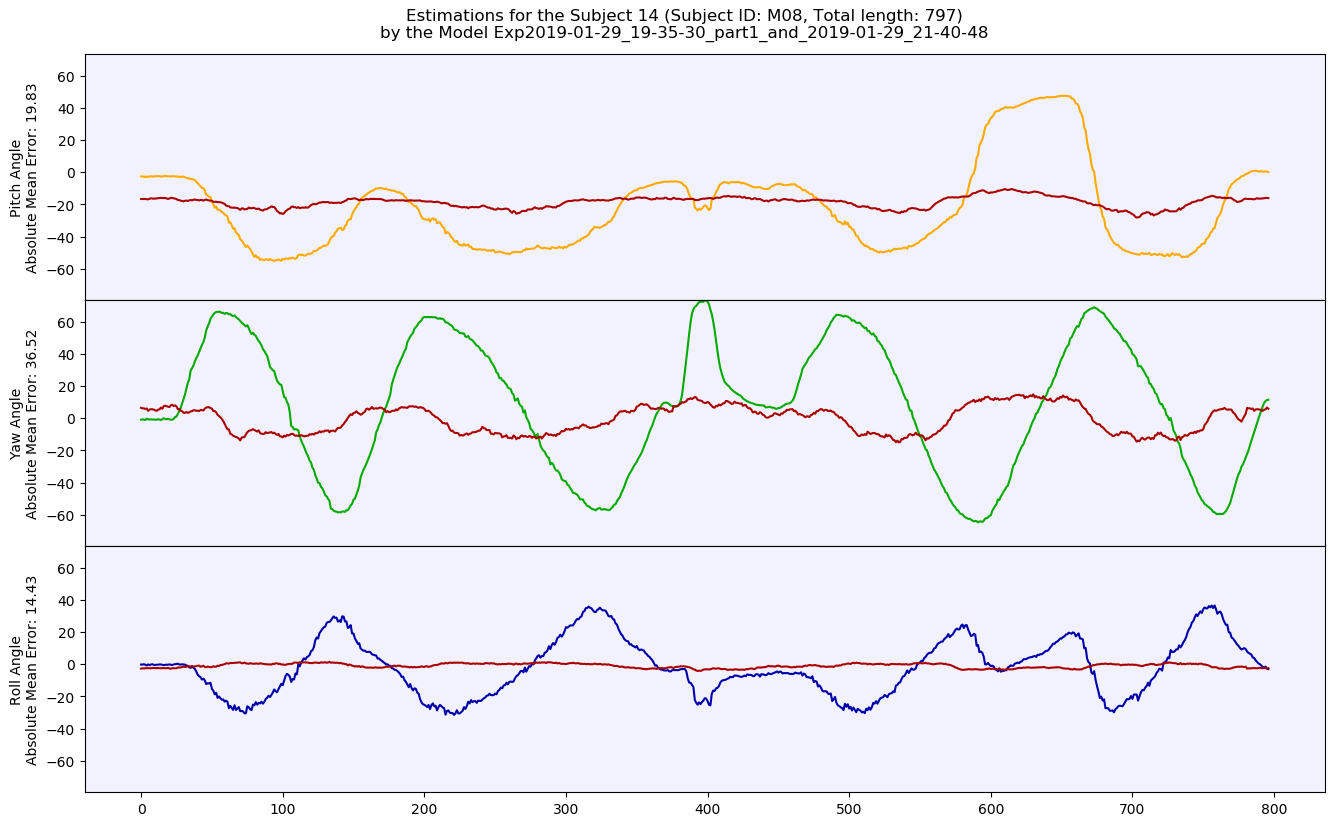 Estimations for the Subject 14 (Subject ID: M08, Total length: 797)
by the Model Exp2019-01-29_19-35-30_part1_and_2019-01-29_21-40-48
Pitch Angle
Absolute Mean Error: 19.83
60
40
20
0
−20
−40
−60
Yaw Angle
Absolute Mean Error: 36.52
60
40
20
0
−20
−40
−60
Roll Angle
Absolute Mean Error: 14.43
60
40
20
0
−20
−40
−60
0 100 200 300 400 500 600 700 800